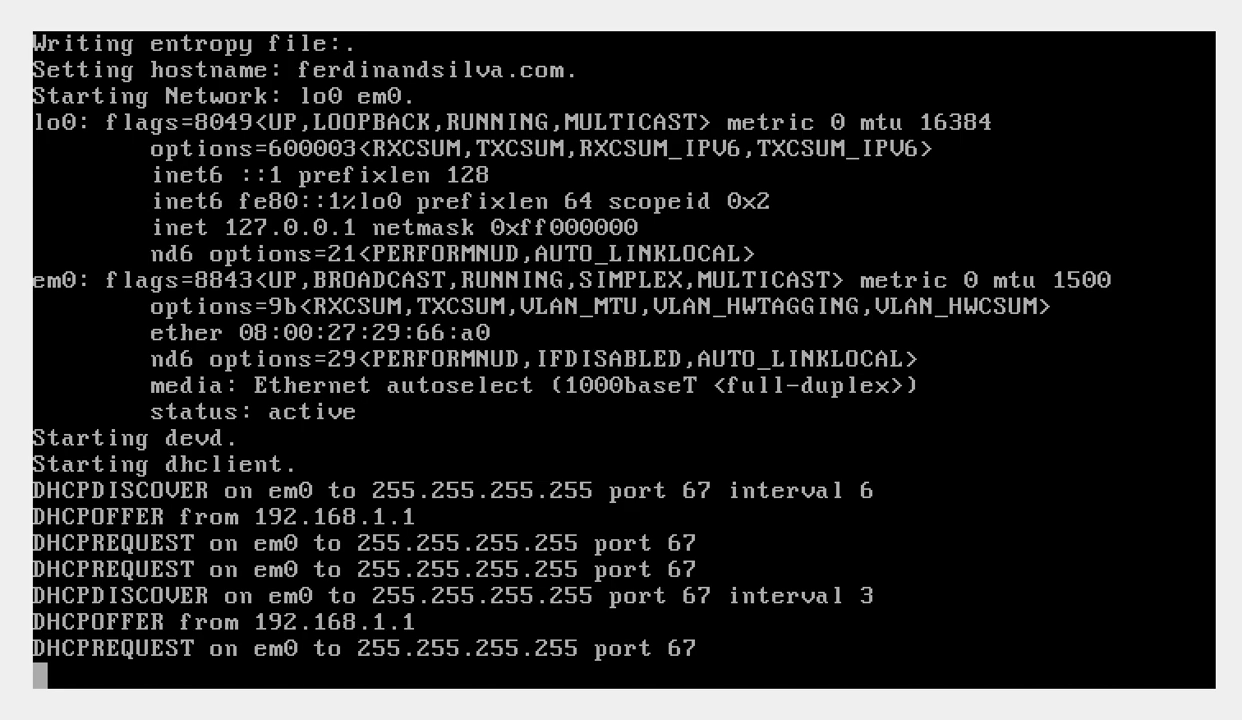 Writing entropy file:.
Setting hostname: ferdinandsilva.com.
Starting Network: lo0 em0.
lo0: flags=8049<UP,LOOPBACK,RUNNING,MULTICAST> metric 0 mtu 16384
options=600003<RXCSUM,TXCSUM,RXCSUM_IPV6,TXCSUM_IPV6>
inet6 ::1 prefixlen 128
inet6 fe80::1%lo0 prefixlen 64 scopeid 0x2
inet 127.0.0.1 netmask 0xff000000
nd6 options=21<PERFORMNUD,AUTO_LINKLOCAL>
em0: flags=8843<UP,BROADCAST,RUNNING,SIMPLEX,MULTICAST> metric 0 mtu 1500
options=9b<RXCSUM,TXCSUM,VLAN_MTU,VLAN_HWTAGGING,VLAN_HWCSUM>
ether 08:00:27:29:66:a0
nd6 options=29<PERFORMNUD,IFDISABLED,AUTO_LINKLOCAL>
media: Ethernet autoselect (1000baseT <full-duplex>)
status: active
Starting devd.
Starting dhclient.
DHCPDISCOVER on em0 to 255.255.255.255 port 67 interval 6
DHCPOFFER from 192.168.1.1
DHCPREQUEST on em0 to 255.255.255.255 port 67
DHCPREQUEST on em0 to 255.255.255.255 port 67
DHCPDISCOVER on em0 to 255.255.255.255 port 67 interval 3
DHCPOFFER from 192.168.1.1
DHCPREQUEST on em0 to 255.255.255.255 port 67